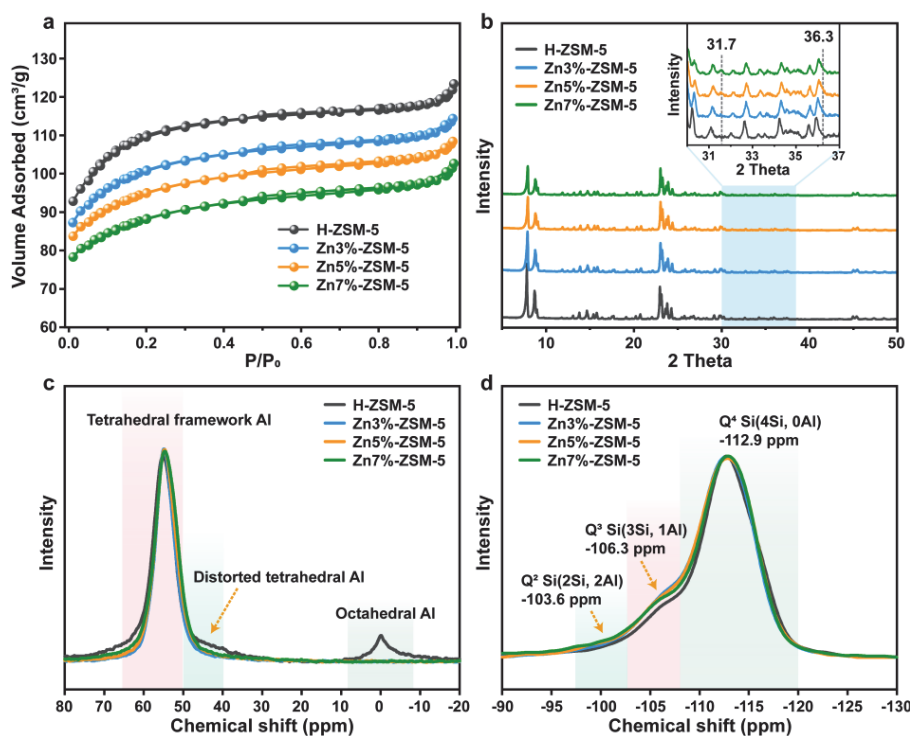 a
Volume Adsorbed (cm³/g)
130
120
110
100
90
80
70
60
H-ZSM-5
Zn3%-ZSM-5
Zn5%-ZSM-5
Zn7%-ZSM-5
0.0 0.2 0.4 0.6 0.8 1.0
P/P₀
b
Intensity
H-ZSM-5
Zn3%-ZSM-5
Zn5%-ZSM-5
Zn7%-ZSM-5
Intensity
31.7 36.3
31 33 35 37
2 Theta
10 20 30 40 50
2 Theta
c
Intensity
H-ZSM-5
Zn3%-ZSM-5
Zn5%-ZSM-5
Zn7%-ZSM-5
Tetrahedral framework Al
Distorted tetrahedral Al
Octahedral Al
80 70 60 50 40 30 20 10 0 -10 -20
Chemical shift (ppm)
d
Intensity
H-ZSM-5
Zn3%-ZSM-5
Zn5%-ZSM-5
Zn7%-ZSM-5
Q⁴ Si(4Si, 0Al)
-112.9 ppm
Q³ Si(3Si, 1Al)
-106.3 ppm
Q² Si(2Si, 2Al)
-103.6 ppm
-90 -95 -100 -105 -110 -115 -120 -125 -130
Chemical shift (ppm)